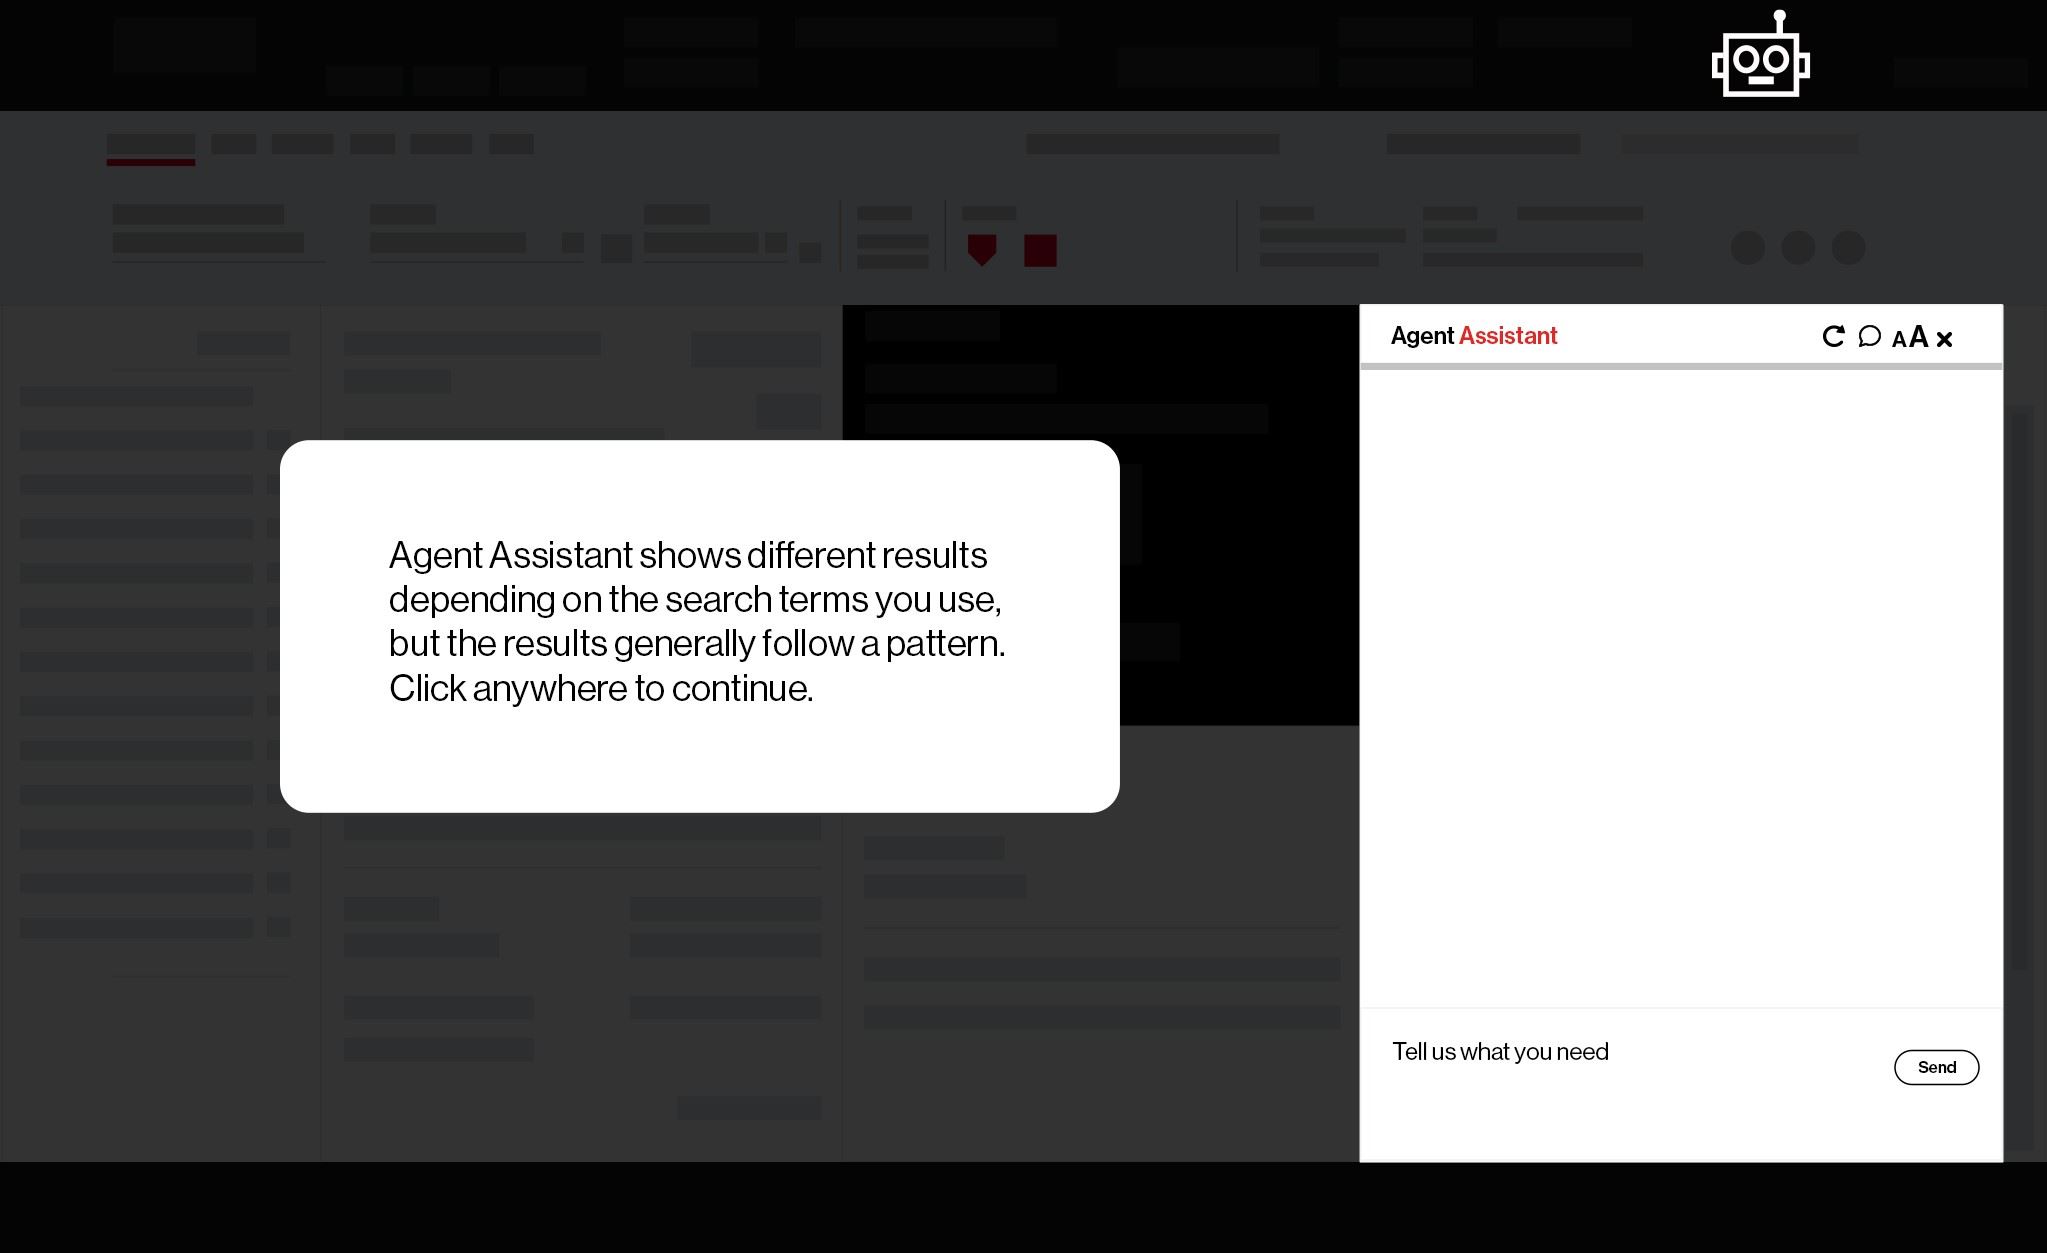 Agent Assistant
AA
Agent Assistant shows different results
depending on the search terms you use,
but the results generally follow a pattern.
Click anywhere to continue.
Tell us what you need
Send